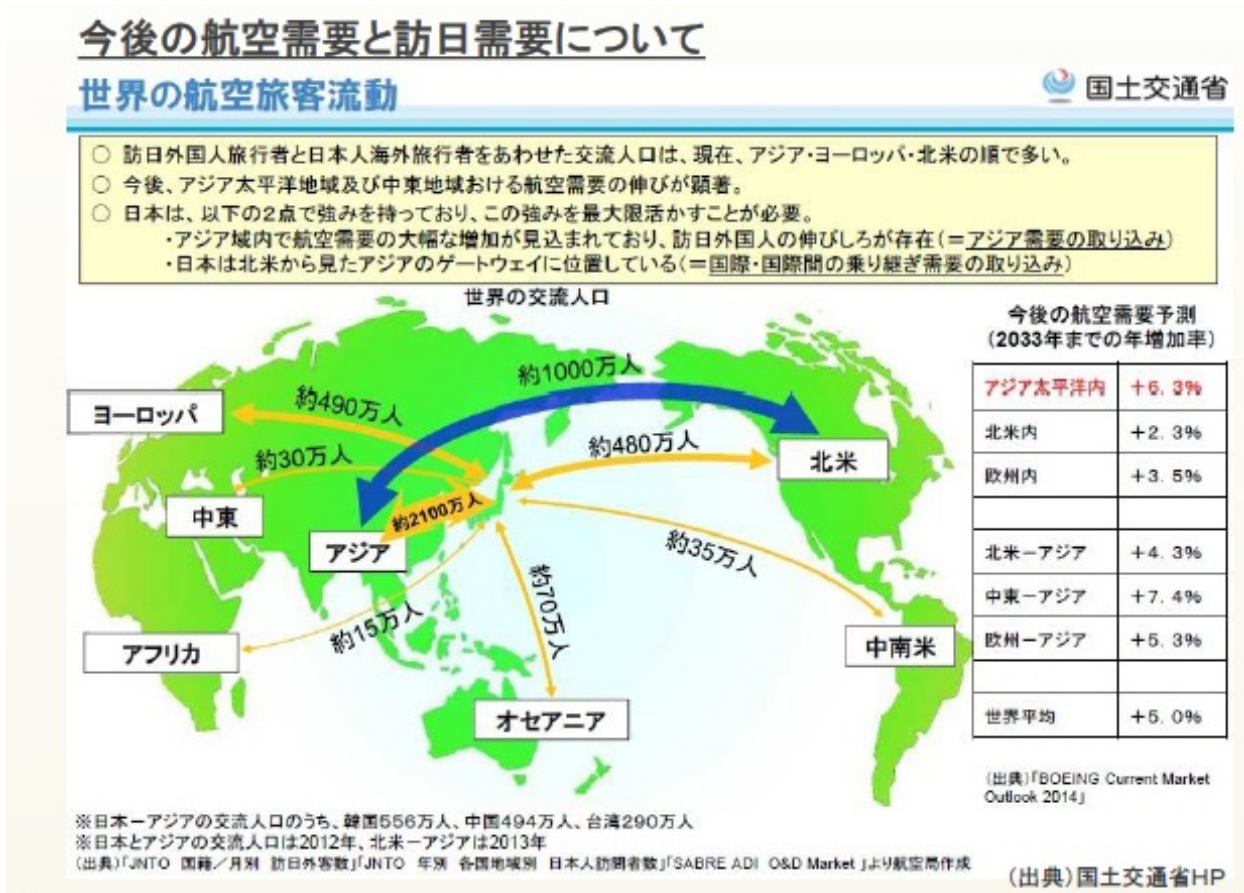 今後の航空需要と訪日需要について
世界の航空旅客流動
国土交通省
○ 訪日外国人旅行者と日本人海外旅行者をあわせた交流人口は、現在、アジア・ヨーロッパ・北米の順で多い。
○ 今後、アジア太平洋地域及び中東地域おける航空需要の伸びが顕著。
○ 日本は、以下の2点で強みを持っており、この強みを最大限活かすことが必要。
・アジア域内で航空需要の大幅な増加が見込まれており、訪日外国人の伸びしろが存在(=アジア需要の取り込み)
・日本は北米から見たアジアのゲートウェイに位置している(=国際・国際間の乗り継ぎ需要の取り込み)
世界の交流人口
約1000万人
ヨーロッパ
約490万人
約480万人
北米
約30万人
中東
約2100万人
アジア
約35万人
約70万人
約15万人
アフリカ
中南米
オセアニア
今後の航空需要予測
(2033年までの年増加率)
アジア太平洋内 +6.3%
北米内 +2.3%
欧州内 +3.5%
北米-アジア +4.3%
中東-アジア +7.4%
欧州-アジア +5.3%
世界平均 +5.0%
(出典)「BOEING Current Market
Outlook 2014」
※日本-アジアの交流人口のうち、韓国556万人、中国494万人、台湾290万人
※日本とアジアの交流人口は2012年、北米-アジアは2013年
(出典)「JNTO 国籍/月別 訪日外客数」「JNTO 年別 各国地域別 日本人訪問者数」「SABRE ADI O&D Market」より航空局作成
(出典)国土交通省HP